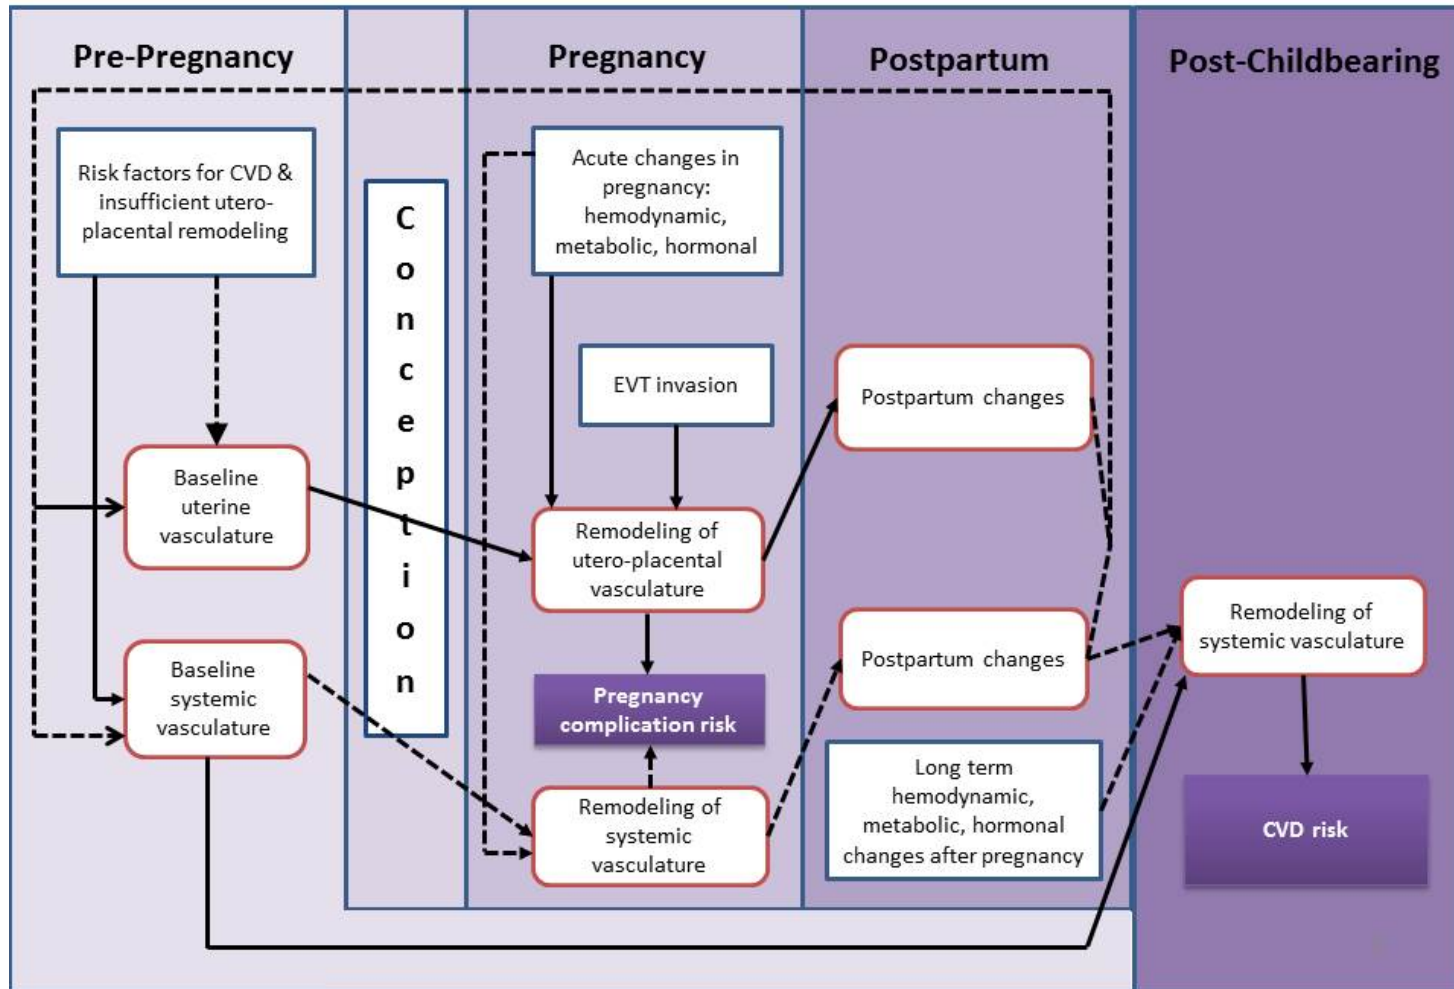 Pre-Pregnancy
Pregnancy
Postpartum
Post-Childbearing
Risk factors for CVD &
insufficient utero-
placental remodeling
Baseline
uterine
vasculature
Baseline
systemic
vasculature
Conception
Acute changes in
pregnancy:
hemodynamic,
metabolic, hormonal
EVT invasion
Remodeling of
utero-placental
vasculature
Pregnancy
complication risk
Remodeling of
systemic
vasculature
Postpartum changes
Postpartum changes
Long term
hemodynamic,
metabolic, hormonal
changes after pregnancy
Remodeling of
systemic vasculature
CVD risk